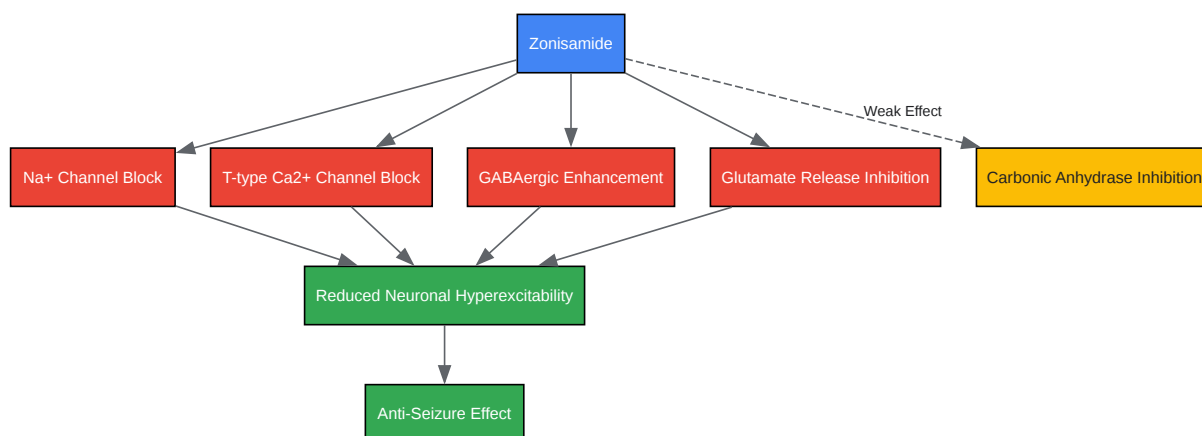 Zonisamide
Weak Effect
Na+ Channel Block
T-type Ca2+ Channel Block
GABAergic Enhancement
Glutamate Release Inhibition
Carbonic Anhydrase Inhibition
Reduced Neuronal Hyperexcitability
Anti-Seizure Effect